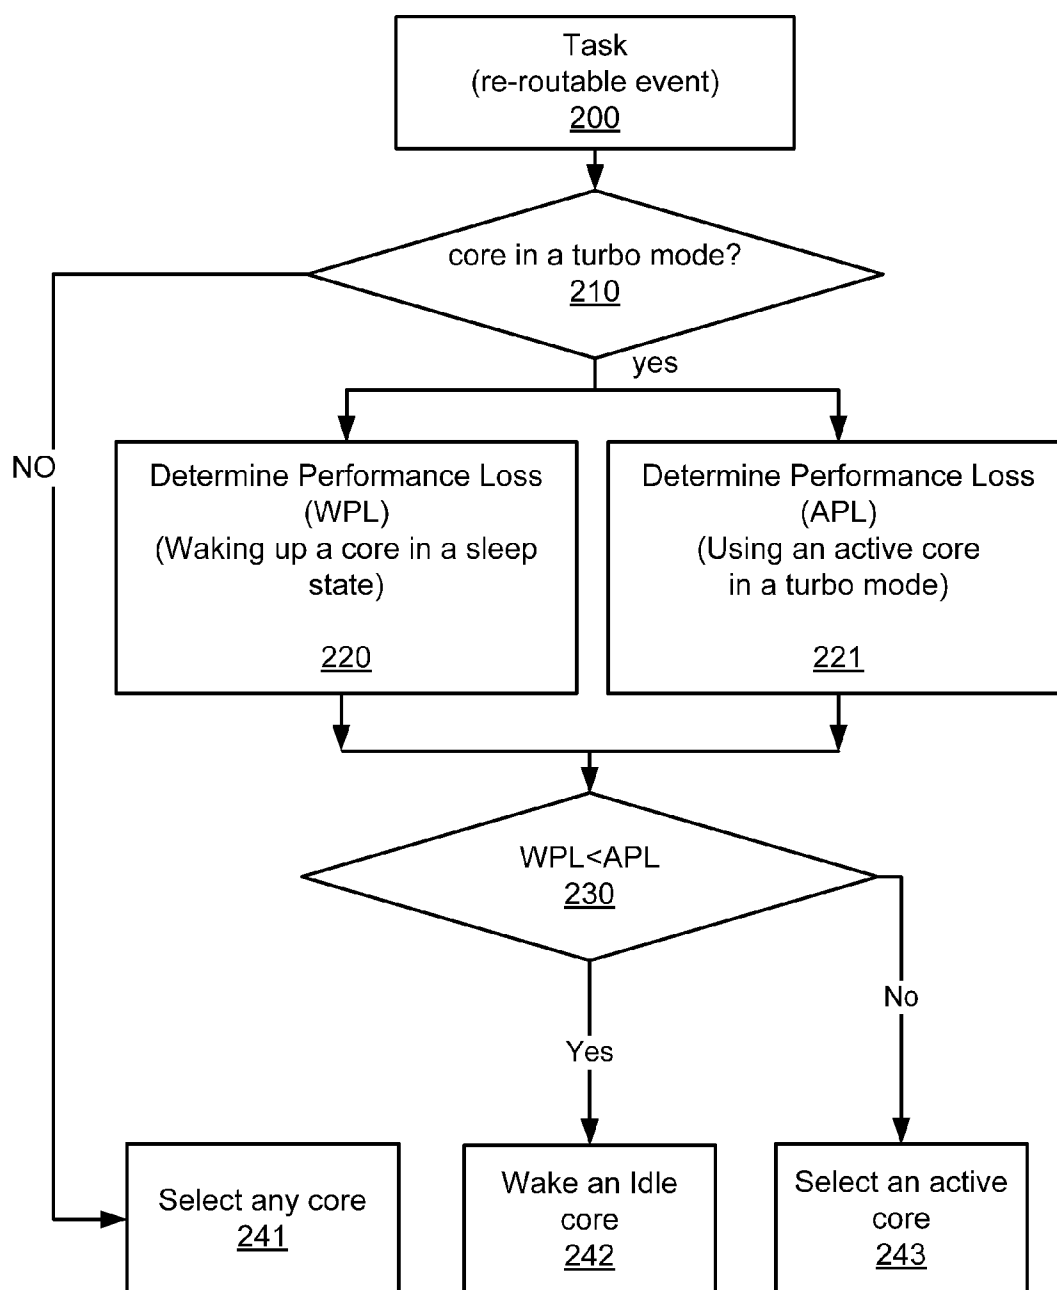 Task
(re-routable event)
200
core in a turbo mode?
210
yes
NO
Determine Performance Loss
(WPL)
(Waking up a core in a sleep
state)
220
Determine Performance Loss
(APL)
(Using an active core
in a turbo mode)
221
WPL<APL
230
No
Yes
Select any core
241
Wake an Idle
core
242
Select an active
core
243